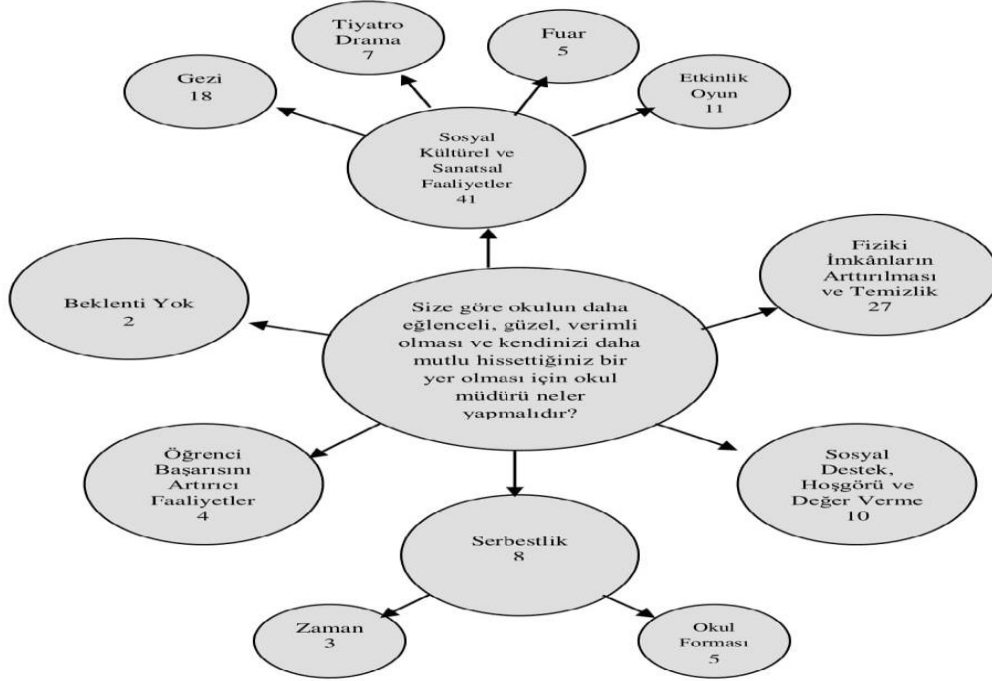 Tiyatro
Drama
7
Fuar
5
Gezi
18
Etkinlik
Oyun
11
Sosyal
Kültürel ve
Sanatsal
Faaliyetler
41
Fiziki
İmkânların
Arttırılması
ve Temizlik
27
Beklenti Yok
2
Size göre okulun daha
eğlenceli, güzel, verimli
olması ve kendinizi daha
mutlu hissettiğiniz bir
yer olması için okul
müdürü neler
yapmalıdır?
Öğrenci
Başarısını
Artırıcı
Faaliyetler
4
Sosyal
Destek,
Hoşgörü ve
Değer Verme
10
Serbestlik
8
Zaman
3
Okul
Forması
5